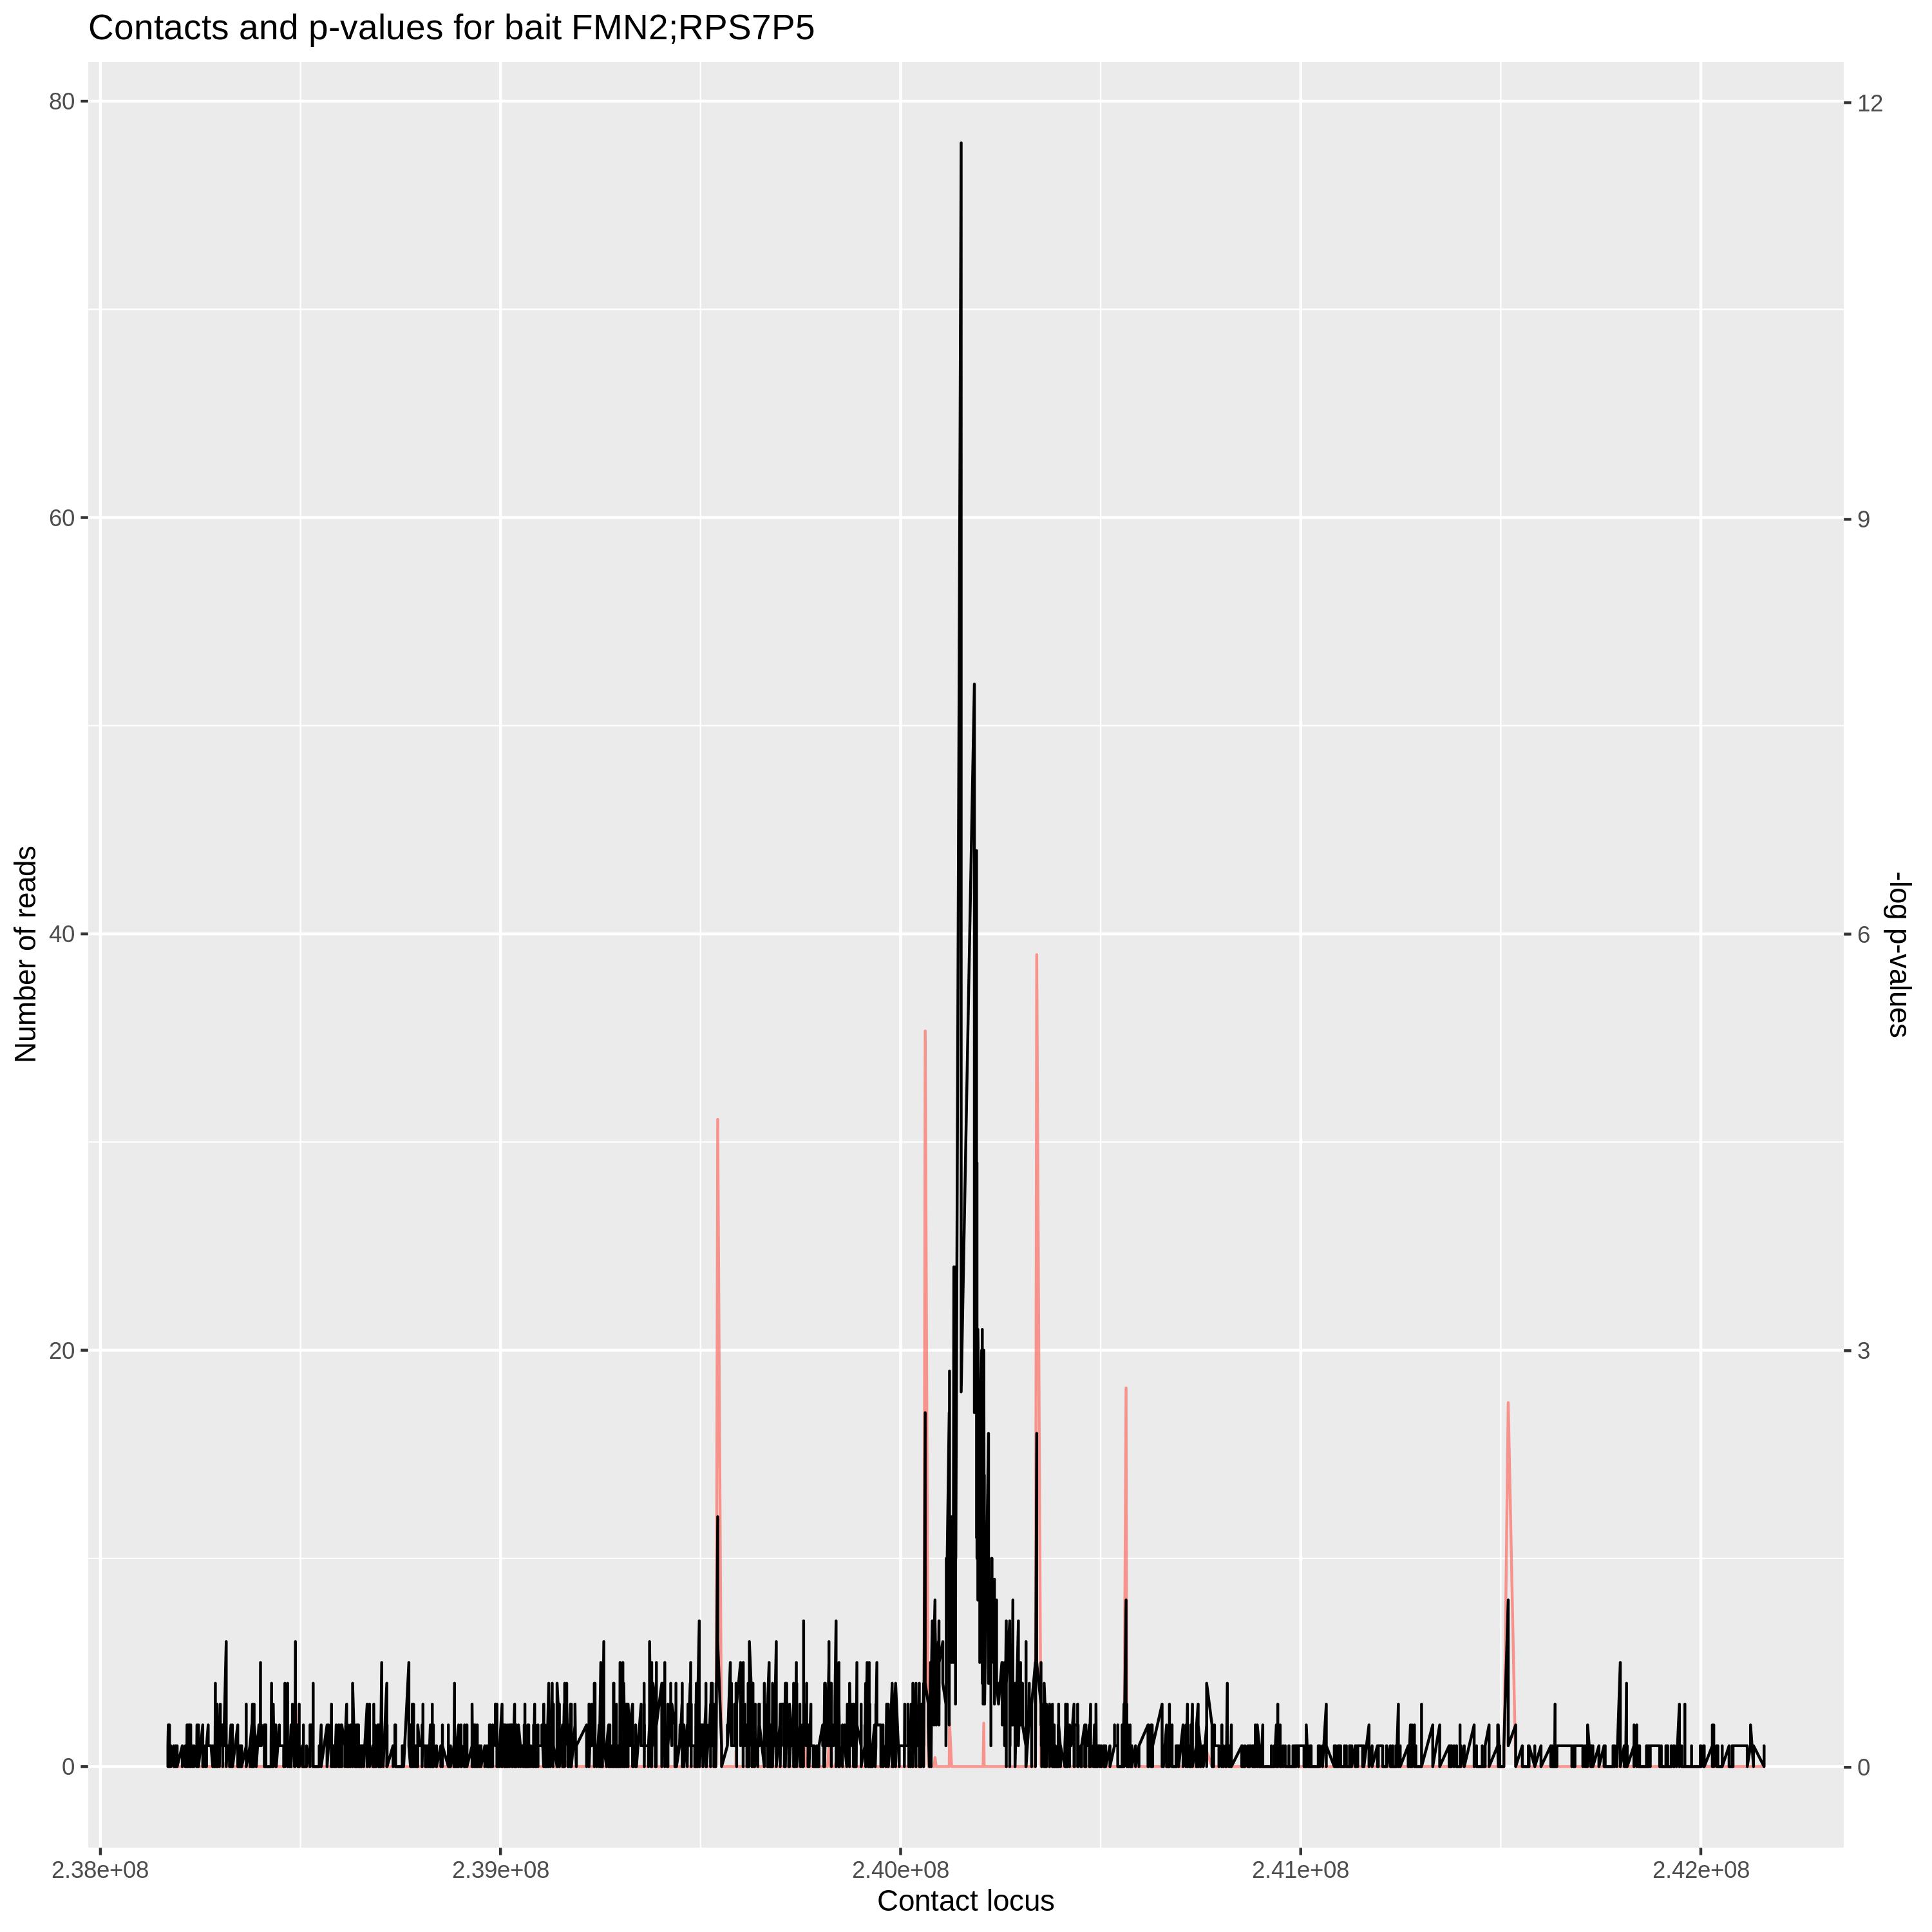 Contacts and p-values for bait FMN2;RPS7P5
80
60
40
20
0
Number of reads
12
9
6
3
0
-log p-values
2.38e+08
2.39e+08
2.40e+08
2.41e+08
2.42e+08
Contact locus